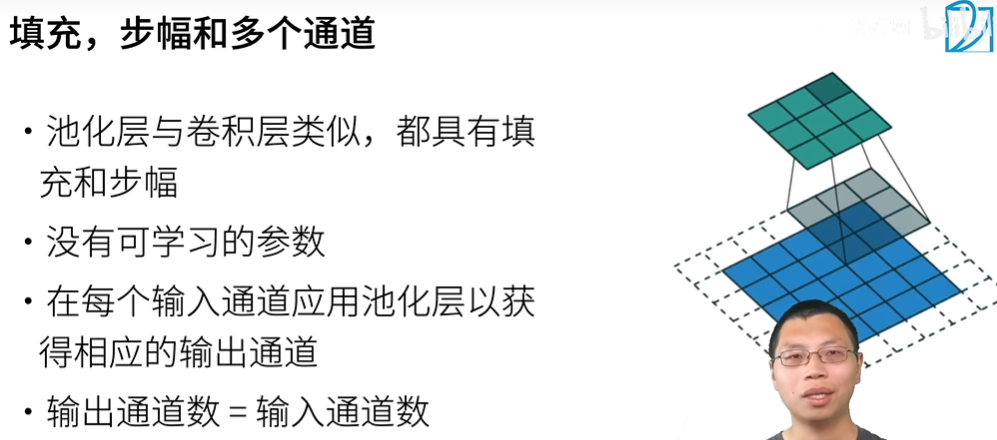 填充，步幅和多个通道
• 池化层与卷积层类似，都具有填
充和步幅
• 没有可学习的参数
• 在每个输入通道应用池化层以获
得相应的输出通道
• 输出通道数 = 输入通道数